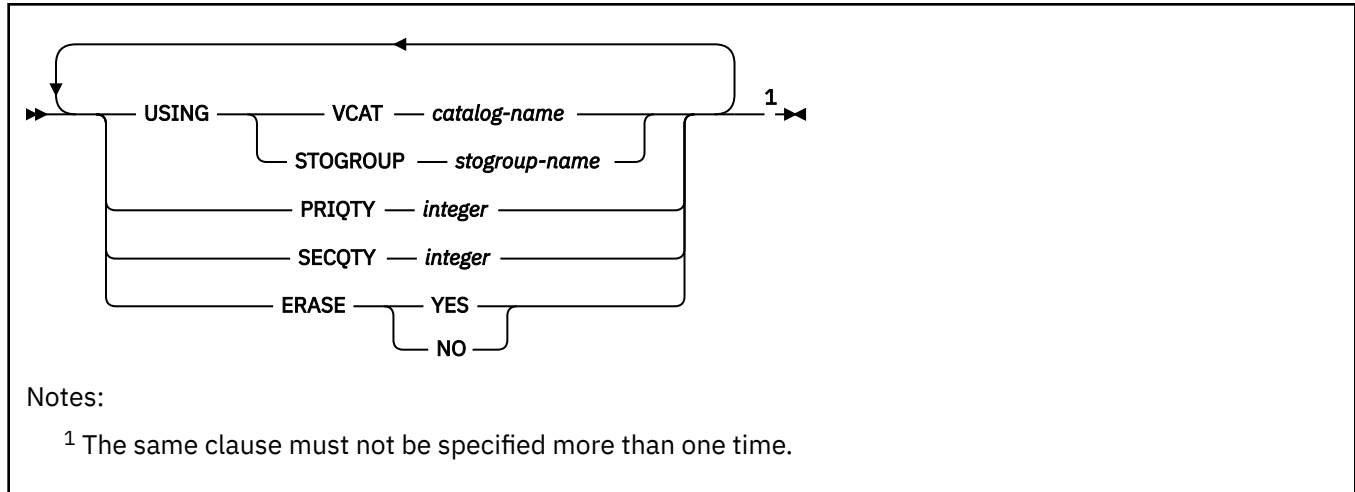 1
USING VCAT catalog-name
STOGROUP stogroup-name
PRIQTY integer
SECQTY integer
ERASE YES
NO
Notes:
1 The same clause must not be specified more than one time.